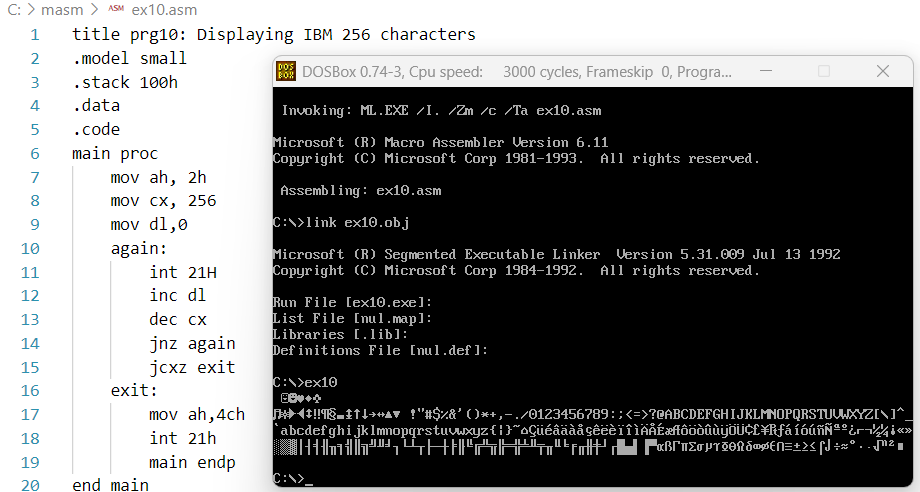 C: > masm > ASM ex10.asm
1 title prg10: Displaying IBM 256 characters
2 .model small
3 .stack 100h
4 .data
5 .code
6 main proc
7 mov ah, 2h
8 mov cx, 256
9 mov dl,0
10 again:
11 int 21H
12 inc dl
13 dec cx
14 jnz again
15 jcxz exit
16 exit:
17 mov ah,4ch
18 int 21h
19 main endp
20 end main
DOS BOX DOSBox 0.74-3, Cpu speed: 3000 cycles, Frameskip 0, Progra...
Invoking: ML.EXE /I. /Zm /c /Ta ex10.asm
Microsoft (R) Macro Assembler Version 6.11
Copyright (C) Microsoft Corp 1981-1993. All rights reserved.
Assembling: ex10.asm
C:\>link ex10.obj
Microsoft (R) Segmented Executable Linker Version 5.31.009 Jul 13 1992
Copyright (C) Microsoft Corp 1984-1992. All rights reserved.
Run File [ex10.exe]:
List File [nul.map]:
Libraries [.lib]:
Definitions File [nul.def]:
C:\>ex10
☺☻♥♦♣♠
♫☼►◄↕‼¶§▬↨↑↓→↔▲▼ !"#$%&'()*+,-./0123456789:;<=>?@ABCDEFGHIJKLMNOPQRSTUVWXYZ[\]^_
`abcdefghijklmnopqrstuvwxyz{|}~⌂ÇüéâäàåçêëèïîìÄÅÉæÆôöòûùÿÖÜ¢£¥₧ƒáíóúñÑªº¿⌐¬½¼¡«»
░▒▓│┤╡╢╖╕╣║╗╝╜╛┐└┴┬├─┼╞╟╚╔╩╦╠═╬╧╨╤╥╙╘╒╓╫╪┘┌█▄▌▐▀αßΓπΣσµτΦΘΩδ∞φε∩≡±≥≤⌠⌡÷≈°∙·√ⁿ²■
C:\>_